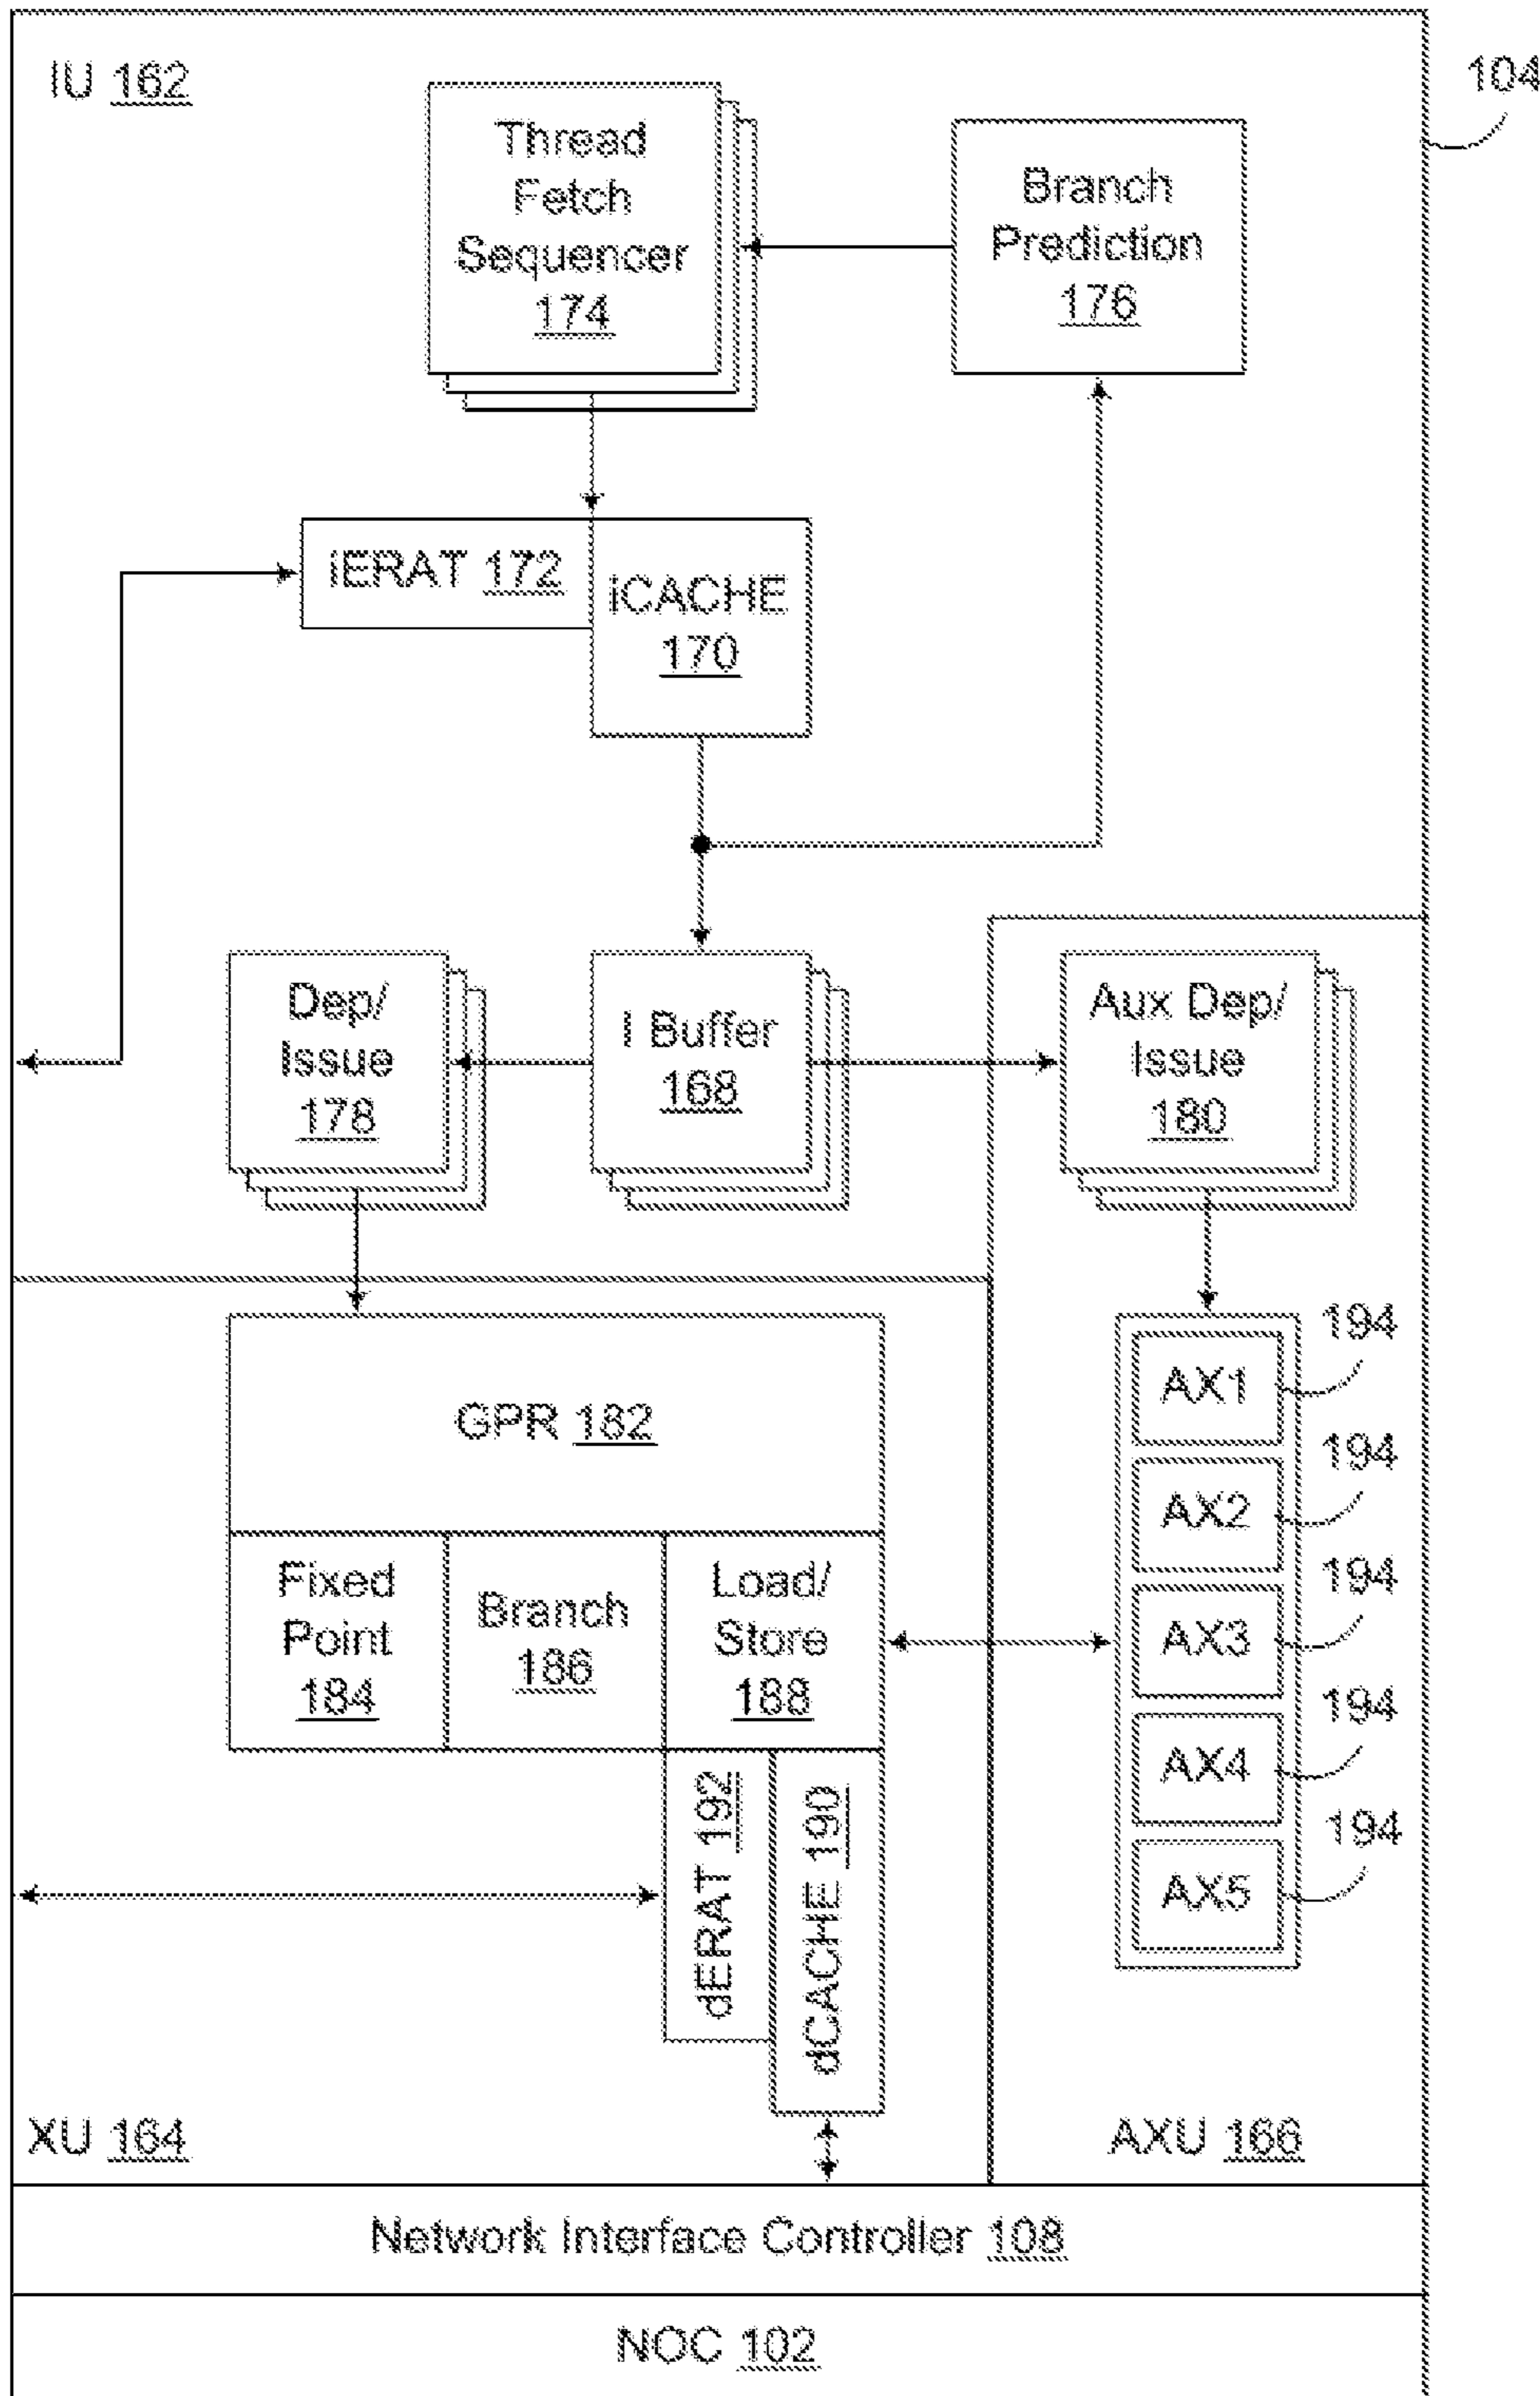 IU 162
104
Thread
Fetch
Sequencer
174
Branch
Prediction
176
iERAT 172
iCACHE
170
Dep/
Issue
178
I Buffer
168
Aux Dep/
Issue
180
GPR 182
Fixed
Point
184
Branch
186
Load/
Store
188
dERAT 192
dCACHE 190
AX1
194
AX2
194
AX3
194
AX4
194
AX5
194
XU 164
AXU 166
Network Interface Controller 108
NOC 102